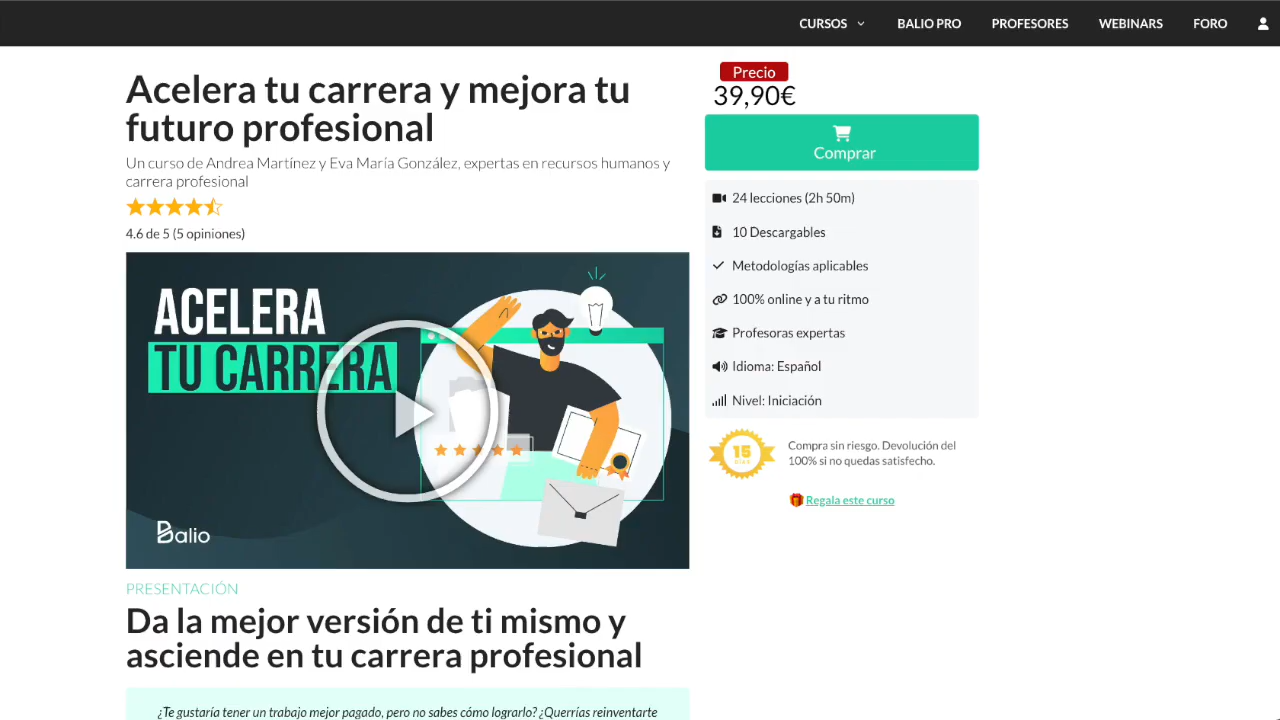 CURSOS
BALIO PRO
PROFESORES
WEBINARS
FORO
Acelera tu carrera y mejora tu
futuro profesional
Un curso de Andrea Martínez y Eva María González, expertas en recursos humanos y
carrera profesional
4.6 de 5 (5 opiniones)
ACELERA
TU CARRERA
Balio
PRESENTACIÓN
Da la mejor versión de ti mismo y
asciende en tu carrera profesional
¿Te gustaría tener un trabajo mejor pagado, pero no sabes cómo lograrlo? ¿Querrías reinventarte
Precio
39,90€
Comprar
24 lecciones (2h 50m)
10 Descargables
Metodologías aplicables
100% online y a tu ritmo
Profesoras expertas
Idioma: Español
Nivel: Iniciación
15
DÍAS
Compra sin riesgo. Devolución del
100% si no quedas satisfecho.
Regala este curso